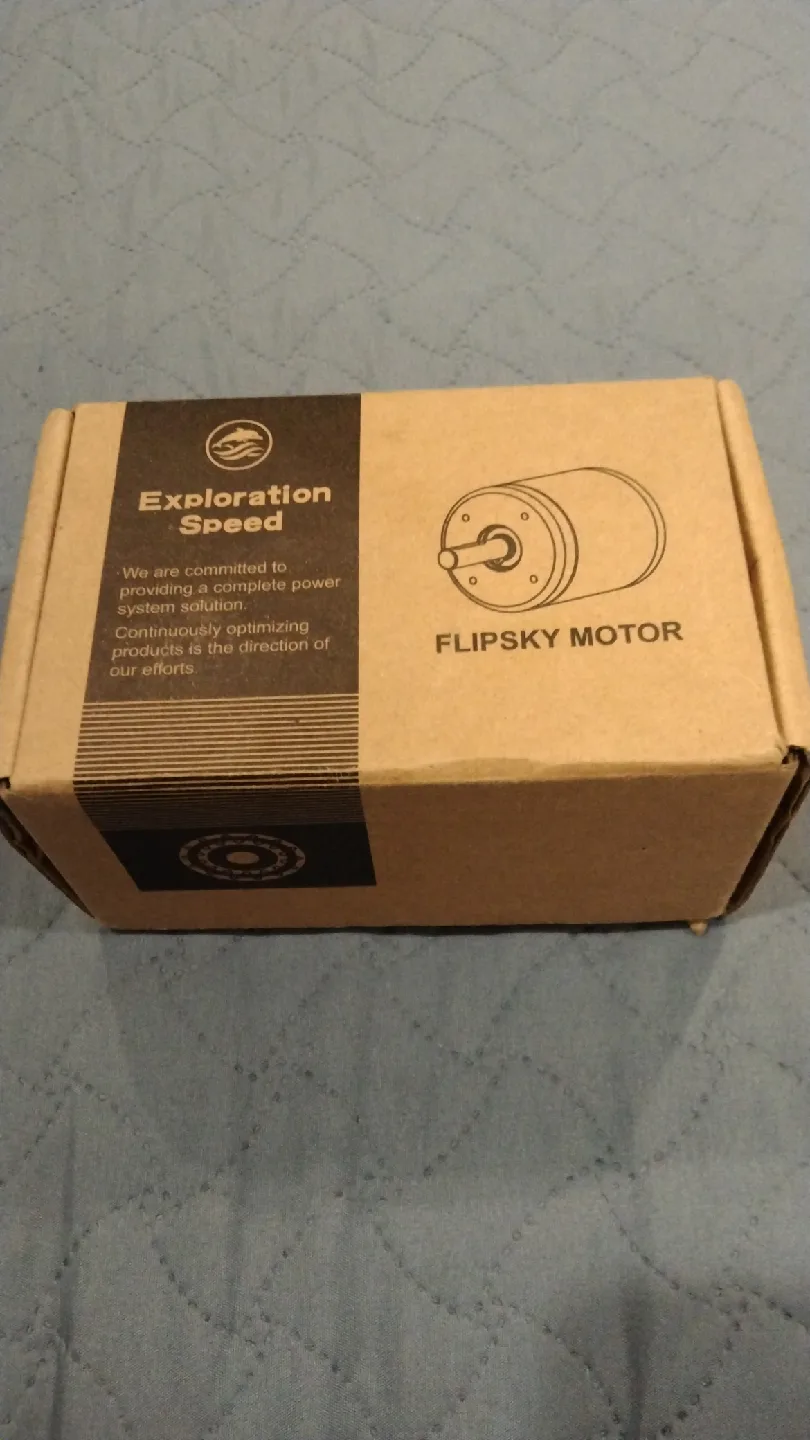 Exploration
Speed
We are committed to
providing a complete power
system solution.
Continuously optimizing
products is the direction of
our efforts.
FLIPSKY MOTOR